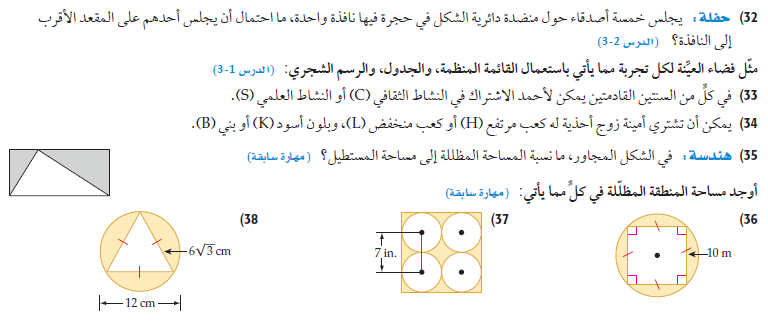 32) حفلة: يجلس خمسة أصدقاء حول منضدة دائرية الشكل في حجرة فيها نافذة واحدة، ما احتمال أن يجلس أحدهم على المقعد الأقرب
إلى النافذة؟ (الدرس 2-3)
مثّل فضاء العيِّنة لكل تجربة مما يأتي باستعمال القائمة المنظمة، والجدول، والرسم الشجري: (الدرس 1-3)
33) في كلٍّ من السنتين القادمتين يمكن لأحمد الاشتراك في النشاط الثقافي (C) أو النشاط العلمي (S).
34) يمكن أن تشتري أمينة زوج أحذية له كعب مرتفع (H) أو كعب منخفض (L)، وبلون أسود (K) أو بني (B).
35) هندسة: في الشكل المجاور، ما نسبة المساحة المظللة إلى مساحة المستطيل؟ (مهارة سابقة)
أوجد مساحة المنطقة المظلّلة في كلٍّ مما يأتي: (مهارة سابقة)
36)
10 m
37)
7 in.
38)
6√3 cm
12 cm